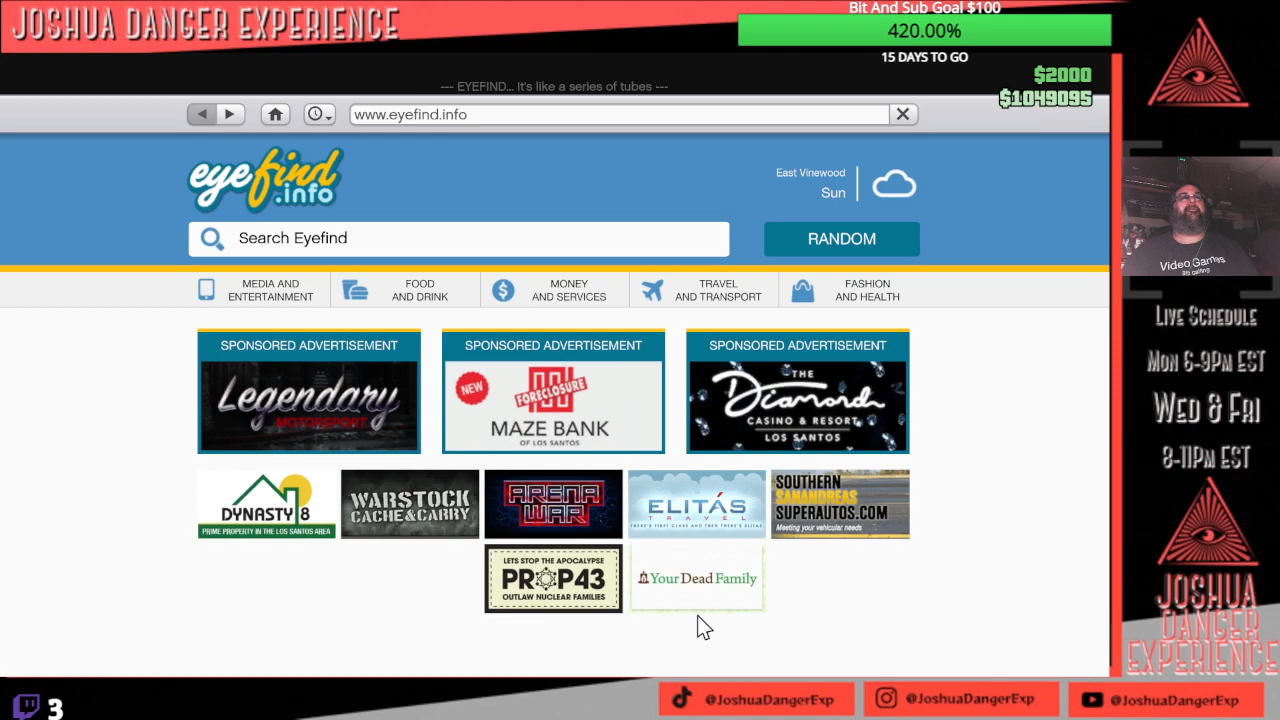 JOSHUA DANGER EXPERIENCE
Bit And Sub Goal $100
420.00%
15 DAYS TO GO
--- EYEFIND... It's like a series of tubes ---
$2000
$1049095
www.eyefind.info
eyefind
.info
East Vinewood
Sun
Search Eyefind
RANDOM
MEDIA AND
ENTERTAINMENT
FOOD
AND DRINK
MONEY
AND SERVICES
TRAVEL
AND TRANSPORT
FASHION
AND HEALTH
SPONSORED ADVERTISEMENT
Legendary
MOTORSPORT
SPONSORED ADVERTISEMENT
NEW
FORECLOSURE
MAZE BANK
OF LOS SANTOS
SPONSORED ADVERTISEMENT
THE
Diamond
CASINO & RESORT
LOS SANTOS
DYNASTY 8
PRIME PROPERTY IN THE LOS SANTOS AREA
WARSTOCK
CACHE&CARRY
ARENA
WAR
ELITÁS
TRAVEL
THERE'S FIRST CLASS AND THEN THERE'S ELITAS
SOUTHERN
SANANDREAS
SUPERAUTOS.COM
Meeting your vehicular needs
LETS STOP THE APOCALYPSE
PROP43
OUTLAW NUCLEAR FAMILIES
YourDeadFamily
Video Games
Live Schedule
Mon 6-9Pm EST
Wed & Fri
8-11Pm EST
JOSHUA
DANGER
EXPERIENCE
3
@JoshuaDangerExp
@JoshuaDangerExp
@JoshuaDangerExp